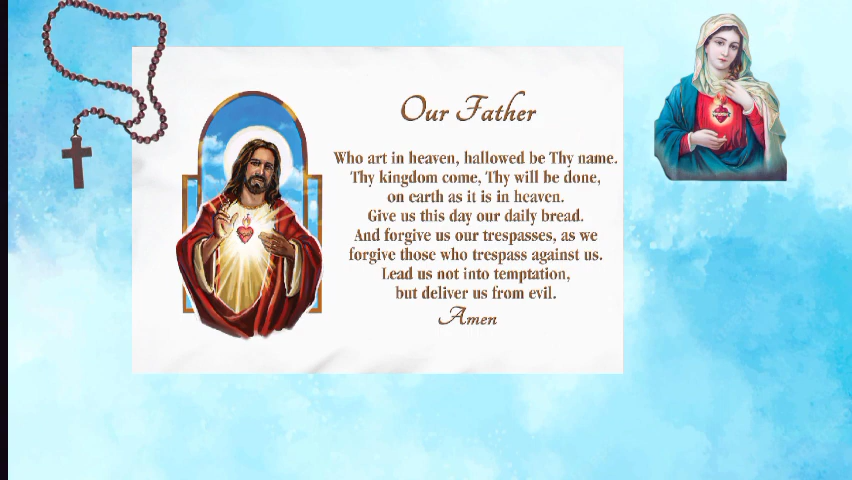 Our Father
Who art in heaven, hallowed be Thy name.
Thy kingdom come, Thy will be done,
on earth as it is in heaven.
Give us this day our daily bread.
And forgive us our trespasses, as we
forgive those who trespass against us.
Lead us not into temptation,
but deliver us from evil.
Amen